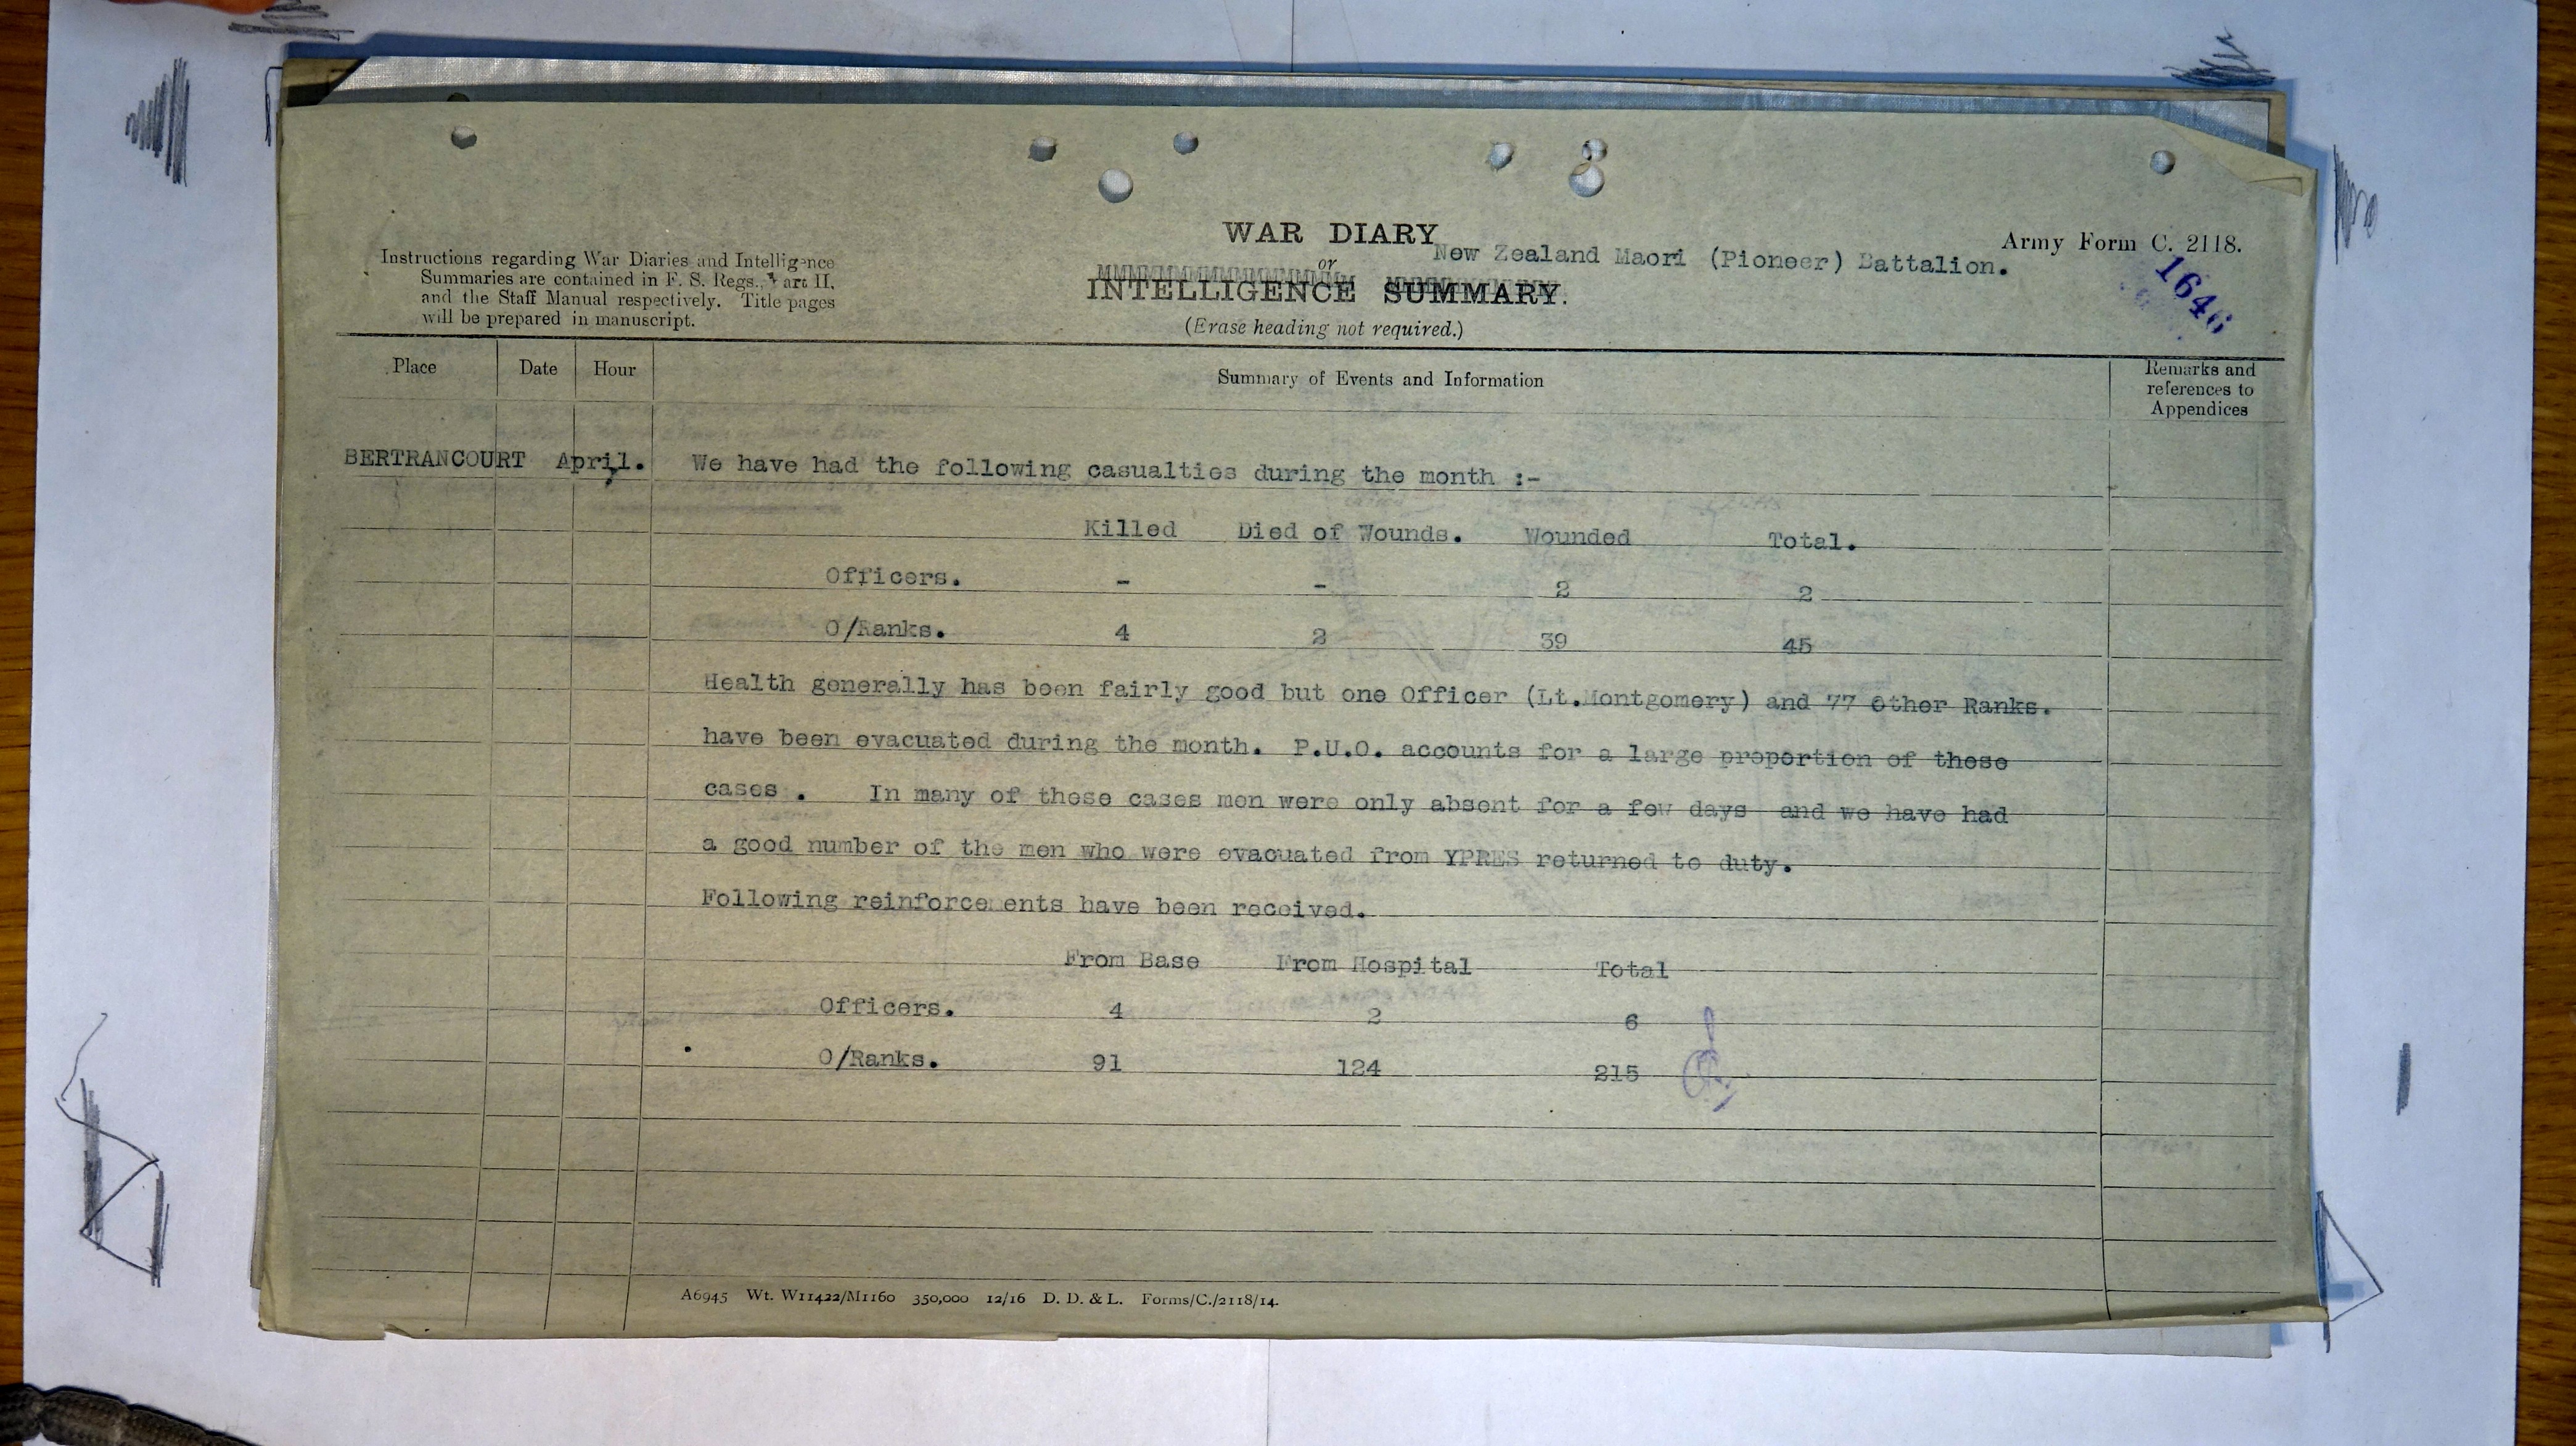 WAR DIARY
New Zealand Maori (Pioneer) Battalion.
Army Form C. 2118.
1646
or
INTELLIGENCE SUMMARY.
(Erase heading not required.)
Instructions regarding War Diaries and Intelligence
Summaries are contained in F. S. Regs., Part II.
and the Staff Manual respectively. Title pages
will be prepared in manuscript.
Place Date Hour Summary of Events and Information Remarks and
references to
Appendices
BERTRANCOURT April. We have had the following casualties during the month :-
Killed Died of Wounds. Wounded Total.
Officers. - - 2 2
O/Ranks. 4 2 39 45
Health generally has been fairly good but one Officer (Lt.Montgomery) and 77 Other Ranks.
have been evacuated during the month. P.U.O. accounts for a large proportion of these
cases . In many of these cases men were only absent for a few days and we have had
a good number of the men who were evacuated from YPRES returned to duty.
Following reinforcements have been received.
From Base From Hospital Total
Officers. 4 2 6
O/Ranks. 91 124 215
A6945 Wt. W11422/M1160 350,000 12/16 D. D. & L. Forms/C./2118/14.